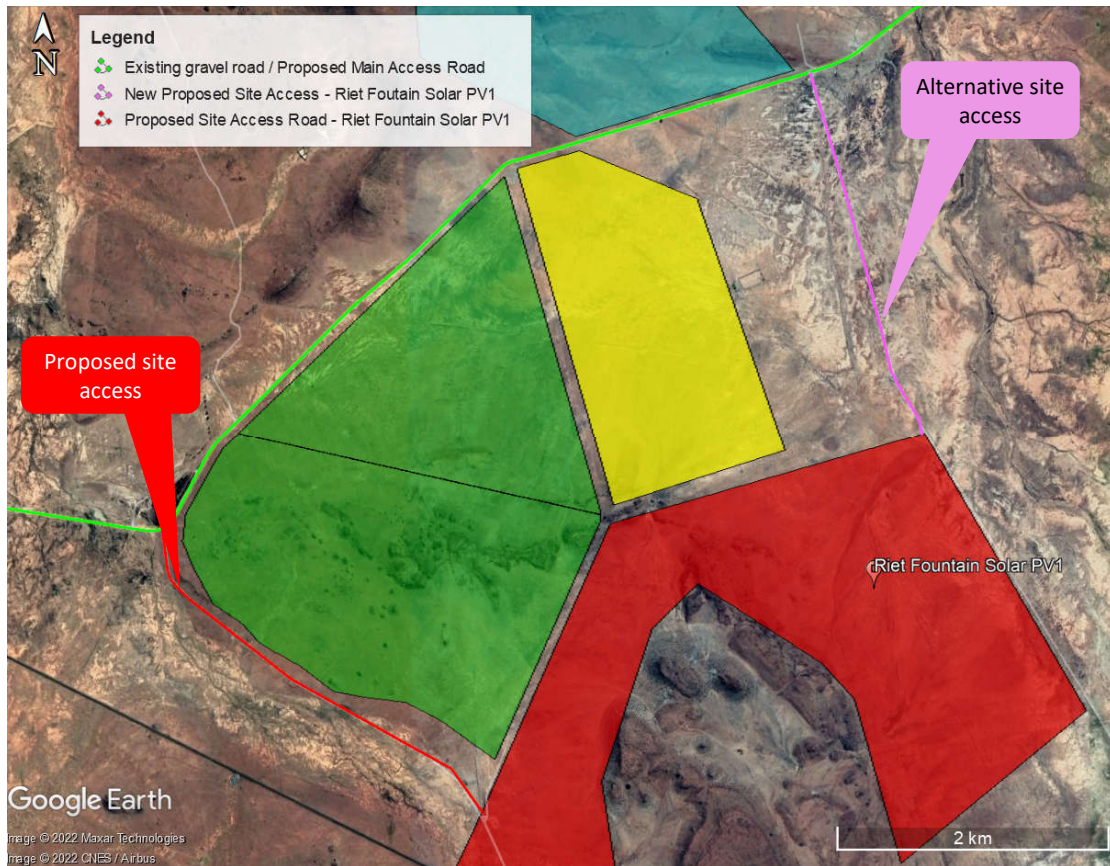 N
Legend
Existing gravel road / Proposed Main Access Road
New Proposed Site Access - Riet Foutain Solar PV1
Proposed Site Access Road - Riet Fountain Solar PV1
Alternative site
access
Proposed site
access
Riet Fountain Solar PV1
Google Earth
Image © 2022 Maxar Technologies
Image © 2022 CNES / Airbus
2 km